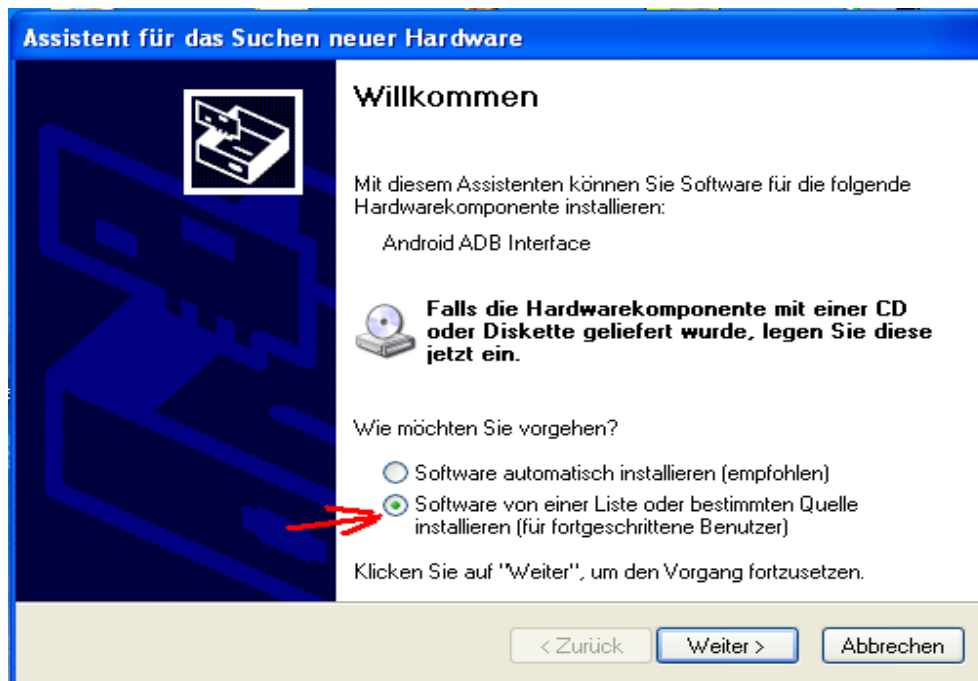 Assistent für das Suchen neuer Hardware
Willkommen
Mit diesem Assistenten können Sie Software für die folgende
Hardwarekomponente installieren:
Android ADB Interface
Falls die Hardwarekomponente mit einer CD
oder Diskette geliefert wurde, legen Sie diese
jetzt ein.
Wie möchten Sie vorgehen?
Software automatisch installieren (empfohlen)
Software von einer Liste oder bestimmten Quelle
installieren (für fortgeschrittene Benutzer)
Klicken Sie auf "Weiter", um den Vorgang fortzusetzen.
< Zurück Weiter > Abbrechen